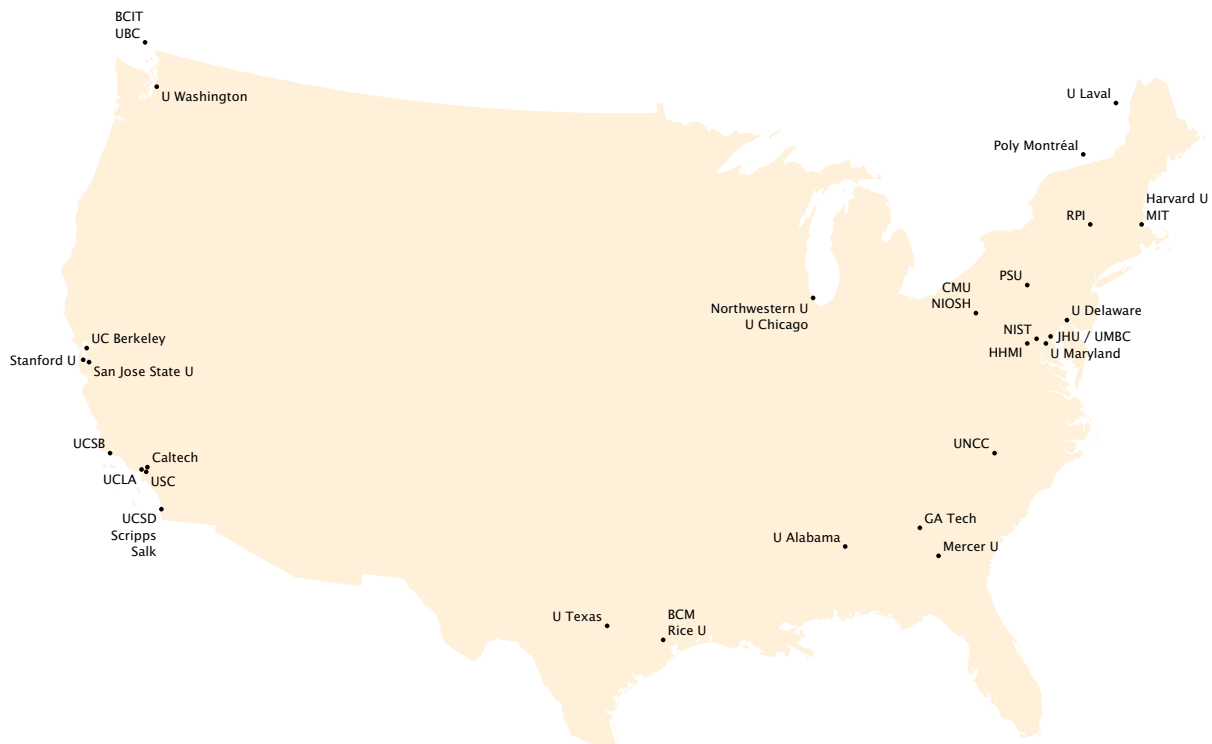 BCIT
UBC
U Washington
U Laval
Poly Montréal
Harvard U
MIT
RPI
PSU
CMU
NIOSH
Northwestern U
U Chicago
U Delaware
NIST
JHU / UMBC
HHMI
U Maryland
UC Berkeley
Stanford U
San Jose State U
UCSB
Caltech
UCLA
USC
UNCC
UCSD
Scripps
Salk
GA Tech
U Alabama
Mercer U
U Texas
BCM
Rice U